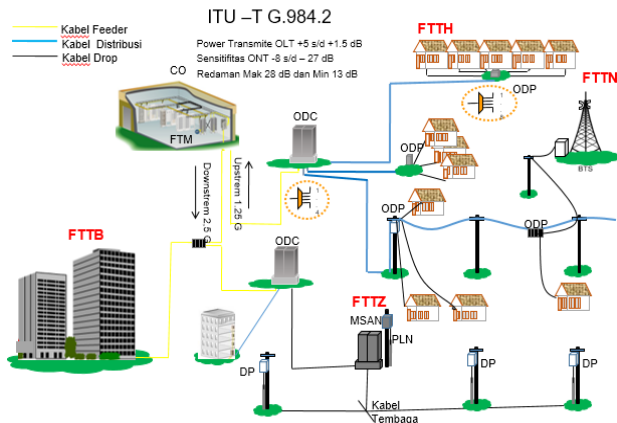 ITU –T G.984.2
Kabel Feeder
Kabel Distribusi
Kabel Drop
Power Transmite OLT +5 s/d +1.5 dB
Sensitifitas ONT -8 s/d – 27 dB
Redaman Mak 28 dB dan Min 13 dB
FTTH
ODP
FTTN
CO
FTM
ODC
ODP
BTS
Downstrem 2,5 G
Upstrem 1.25 G
ODP
ODP
FTTB
ODC
FTTZ
MSAN
PLN
DP
DP
DP
Kabel
Tembaga